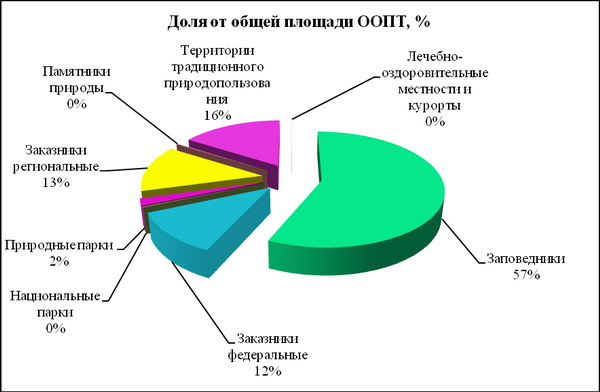 Доля от общей площади ООПТ, %
Территории
традиционного
природопользова
ния
16%
Лечебно-
оздоровительные
местности и
курорты
0%
Памятники
природы
0%
Заказники
региональные
13%
Природные парки
2%
Национальные
парки
0%
Заказники
федеральные
12%
Заповедники
57%